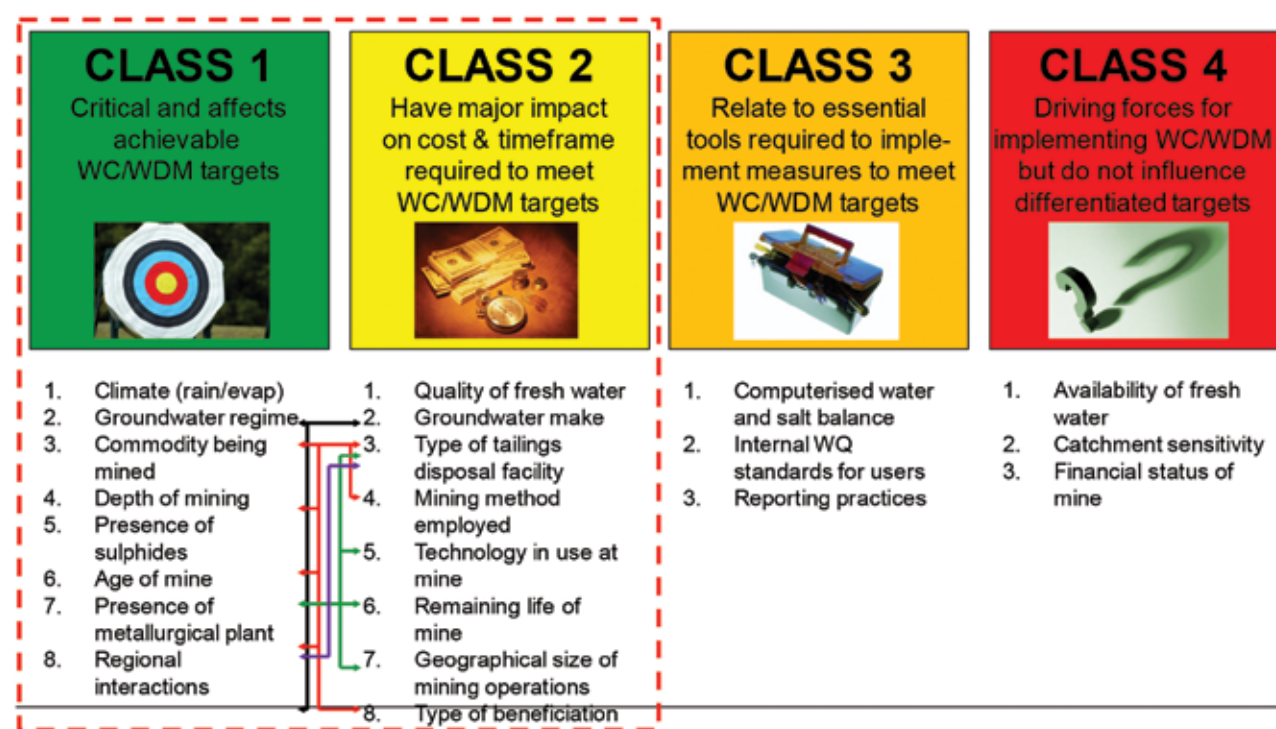 CLASS 1
Critical and affects
achievable
WC/WDM targets
1. Climate (rain/evap)
2. Groundwater regime
3. Commodity being
mined
4. Depth of mining
5. Presence of
sulphides
6. Age of mine
7. Presence of
metallurgical plant
8. Regional
interactions
CLASS 2
Have major impact
on cost & timeframe
required to meet
WC/WDM targets
1. Quality of fresh water
2. Groundwater make
3. Type of tailings
disposal facility
4. Mining method
employed
5. Technology in use at
mine
6. Remaining life of
mine
7. Geographical size of
mining operations
8. Type of beneficiation
CLASS 3
Relate to essential
tools required to imple-
ment measures to meet
WC/WDM targets
1. Computerised water
and salt balance
2. Internal WQ
standards for users
3. Reporting practices
CLASS 4
Driving forces for
implementing WC/WDM
but do not influence
differentiated targets
1. Availability of fresh
water
2. Catchment sensitivity
3. Financial status of
mine